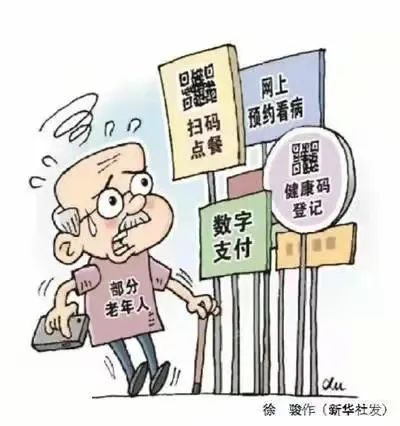 扫码
点餐
网上
预约看病
健康码
登记
数字
支付
部分
老年人
徐 骏作（新华社发）